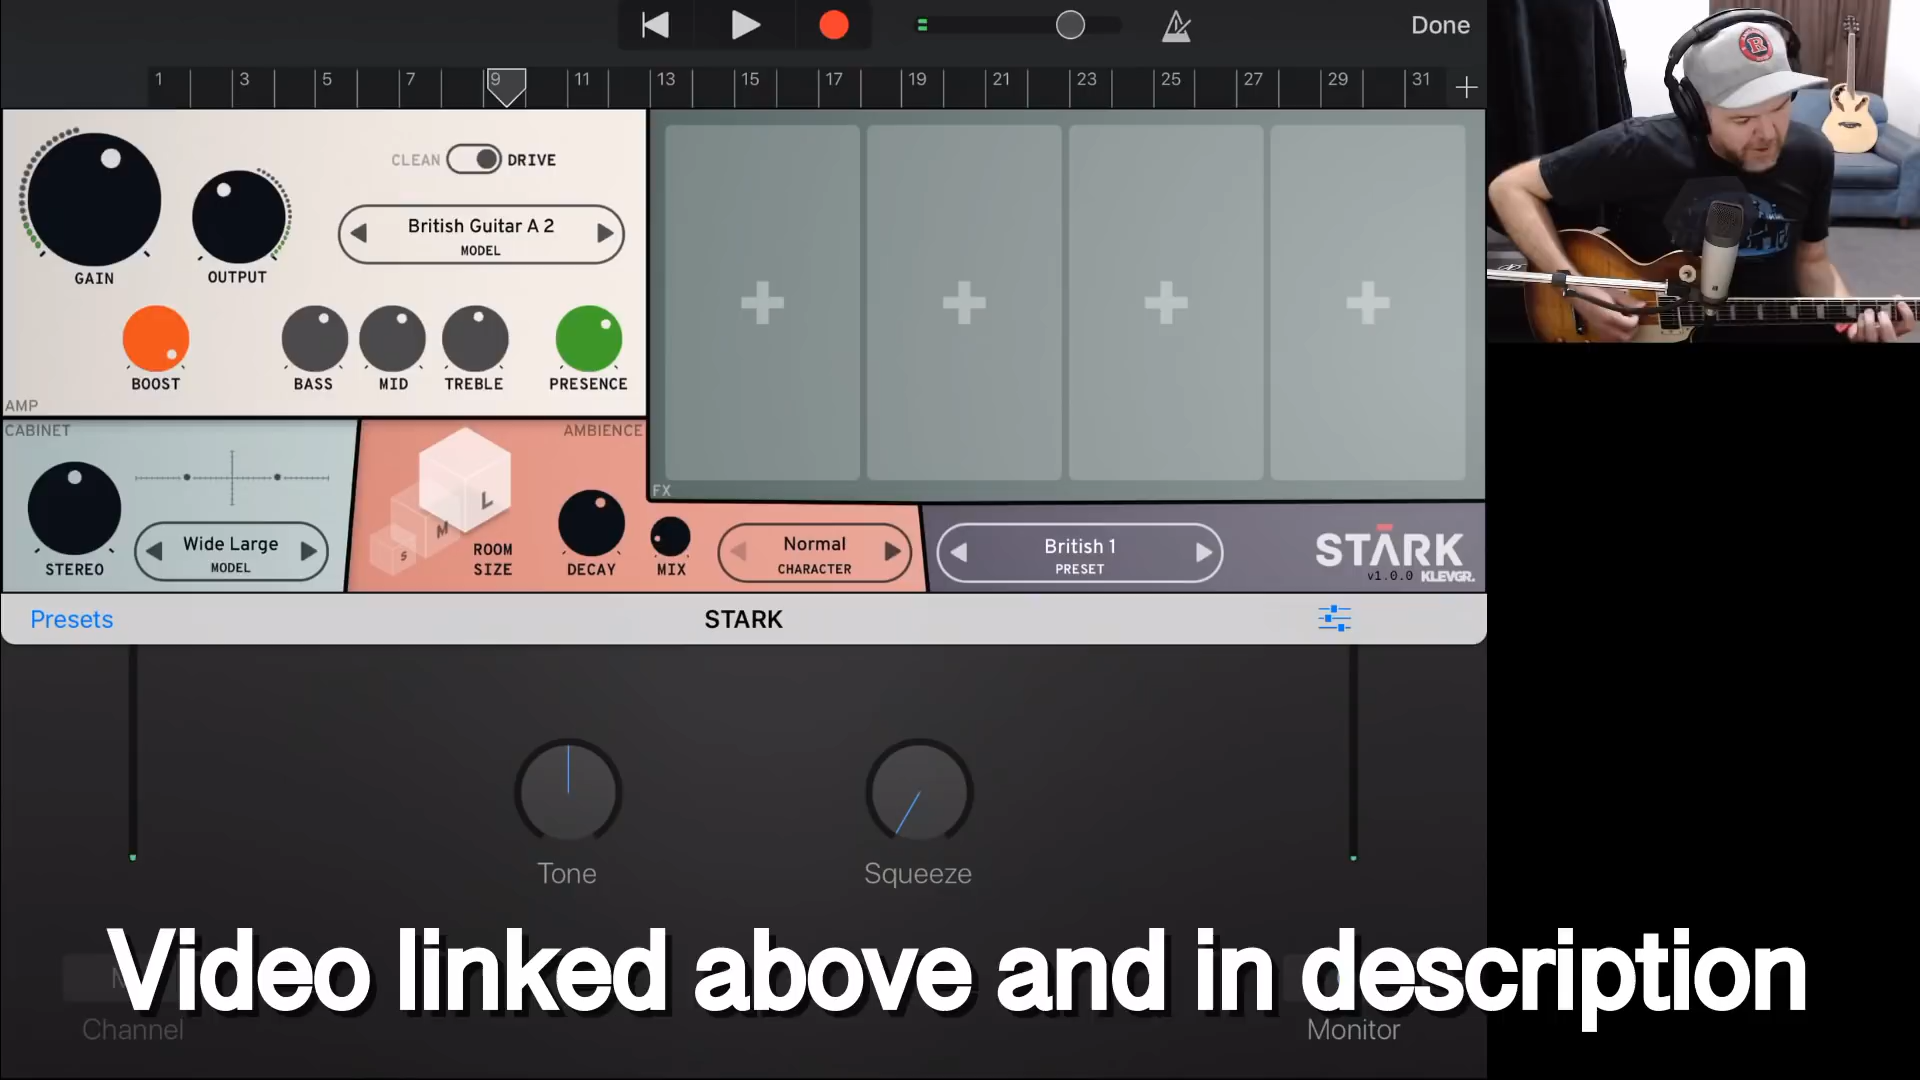 Done
1 3 5 7 9 11 13 15 17 19 21 23 25 27 29 31
CLEAN DRIVE
British Guitar A 2
MODEL
GAIN
OUTPUT
BOOST
BASS
MID
TREBLE
PRESENCE
AMP
CABINET
AMBIENCE
FX
S
M
L
Wide Large
MODEL
STEREO
ROOM
SIZE
DECAY
MIX
Normal
CHARACTER
British 1
PRESET
STARK
v1.0.0 KLEVGR.
Presets
STARK
Tone
Squeeze
Video linked above and in description
Channel
Monitor
R